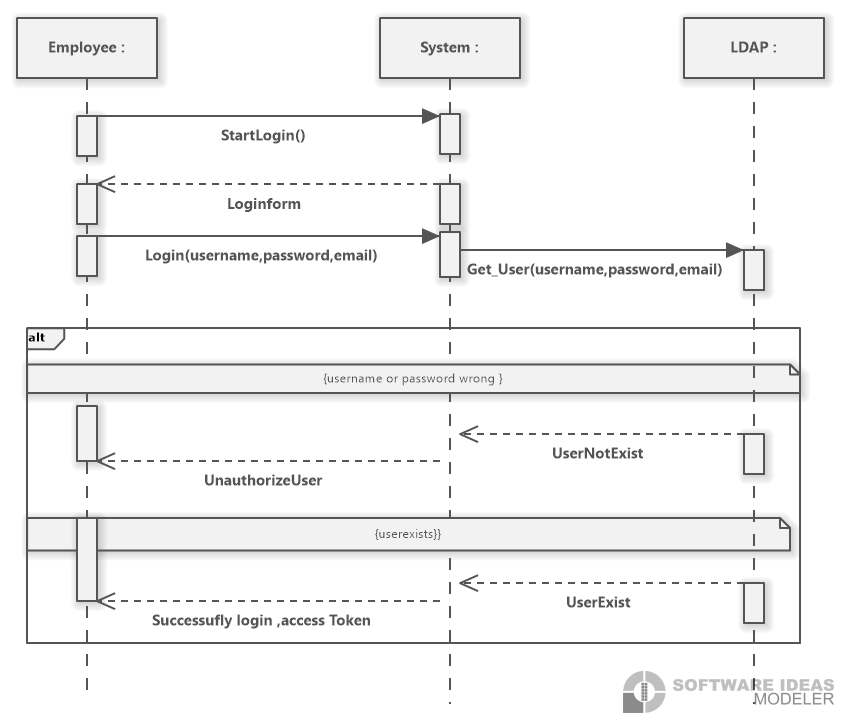 Employee :
System :
LDAP :
StartLogin()
Loginform
Login(username,password,email)
Get_User(username,password,email)
alt
{username or password wrong }
UserNotExist
UnauthorizeUser
{userexists}}
UserExist
Successufly login ,access Token
SOFTWARE IDEAS
MODELER